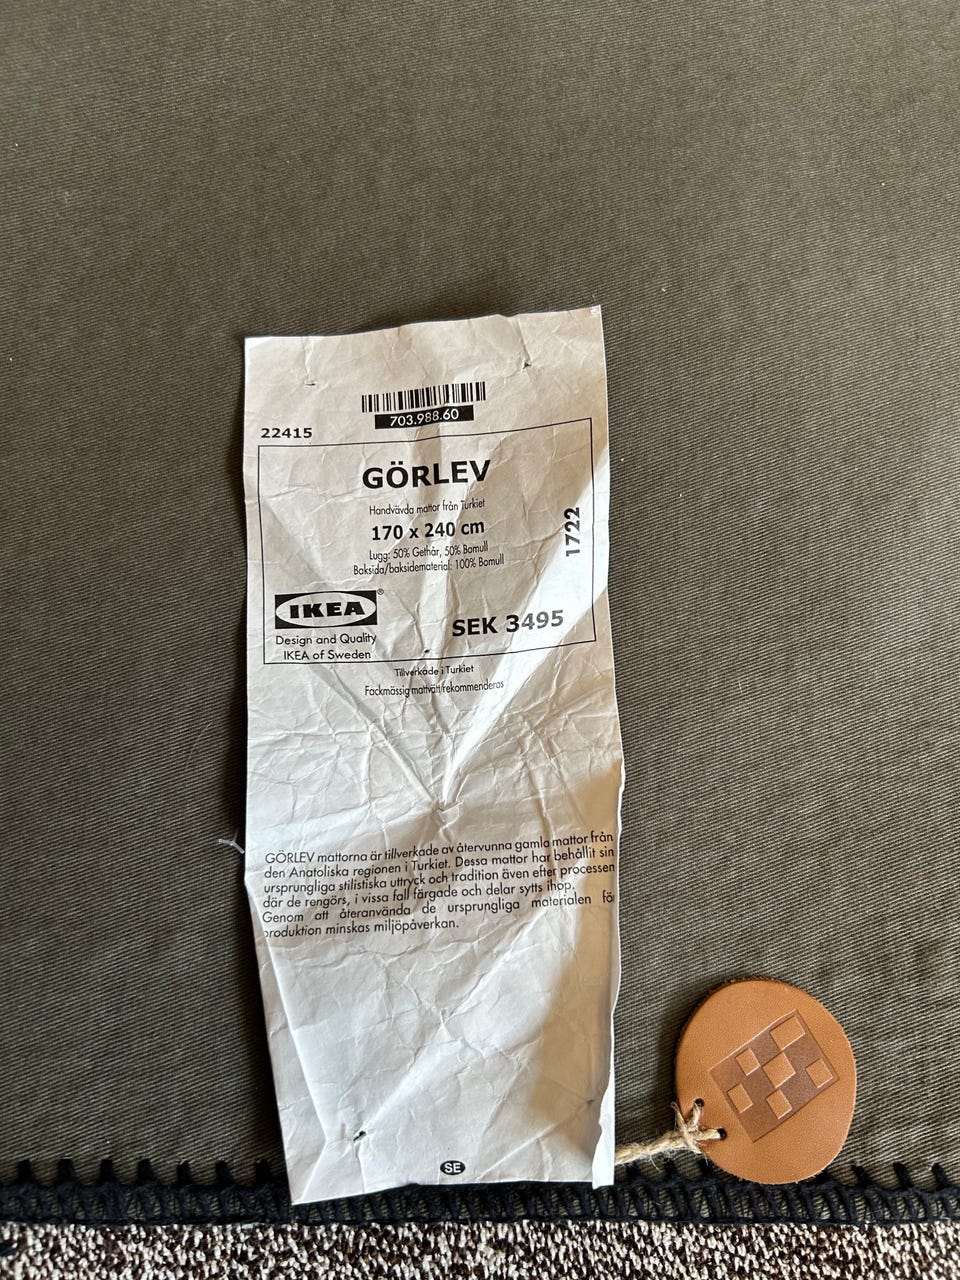 703.988.60
22415
GÖRLEV
Handvävda mattor från Turkiet
170 x 240 cm
Lugg: 50% Gethår, 50% Bomull
Baksida/baksidematerial: 100% Bomull
1722
IKEA®
Design and Quality
IKEA of Sweden
SEK 3495
Tillverkade i Turkiet
Fackmässig mattvätt rekommenderas
GÖRLEV mattorna är tillverkade av återvunna gamla mattor från
den Anatoliska regionen i Turkiet. Dessa mattor har behållit sin
ursprungliga stilistiska uttryck och tradition även efter processen
där de rengörs, i vissa fall färgade och delar sytts ihop.
Genom att återanvända de ursprungliga materialen för
produktion minskas miljöpåverkan.
SE